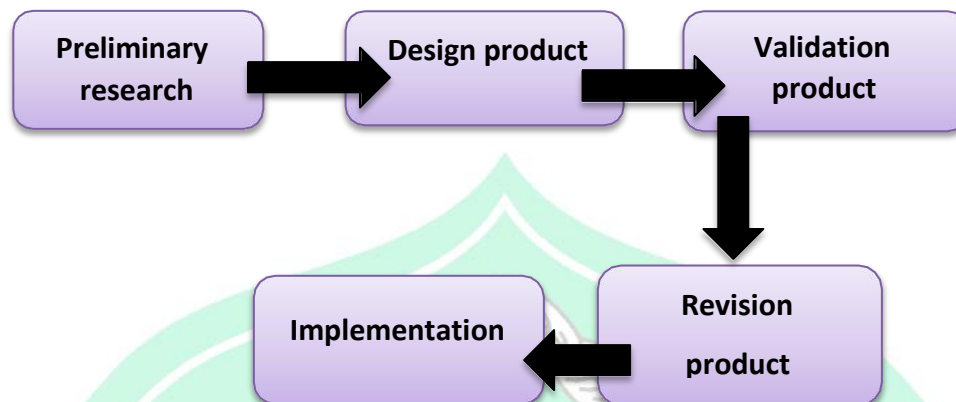 Preliminary
research
Design product
Validation
product
Revision
product
Implementation